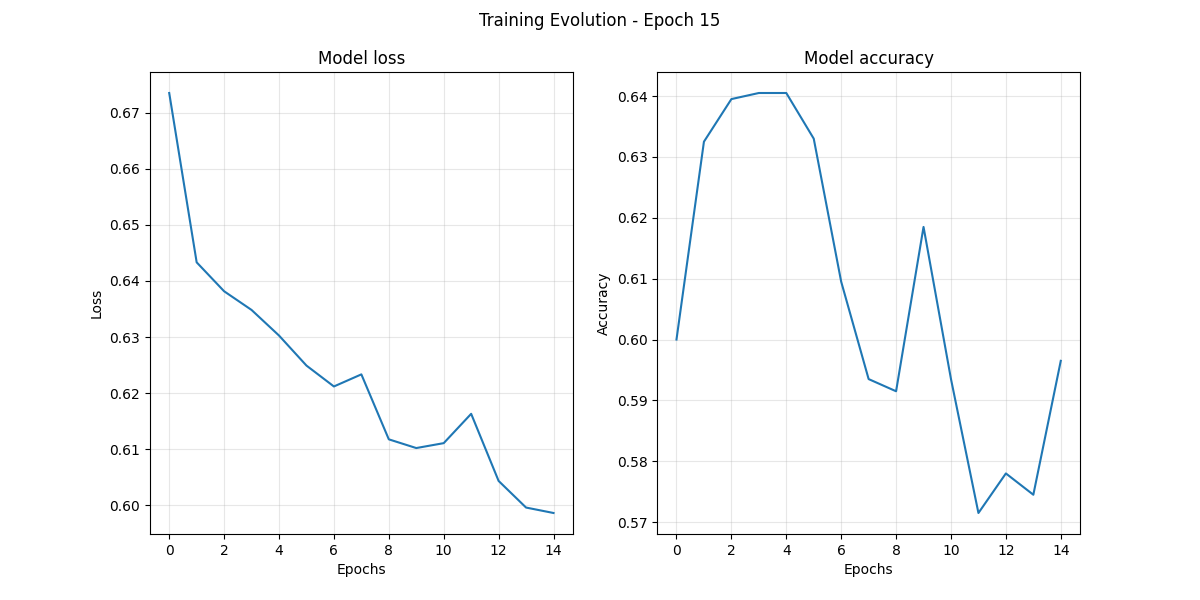 Training Evolution - Epoch 15
Model loss
0.67
0.66
0.65
0.64
0.63
0.62
0.61
0.60
Loss
0 2 4 6 8 10 12 14
Epochs
Model accuracy
0.64
0.63
0.62
0.61
0.60
0.59
0.58
0.57
Accuracy
0 2 4 6 8 10 12 14
Epochs